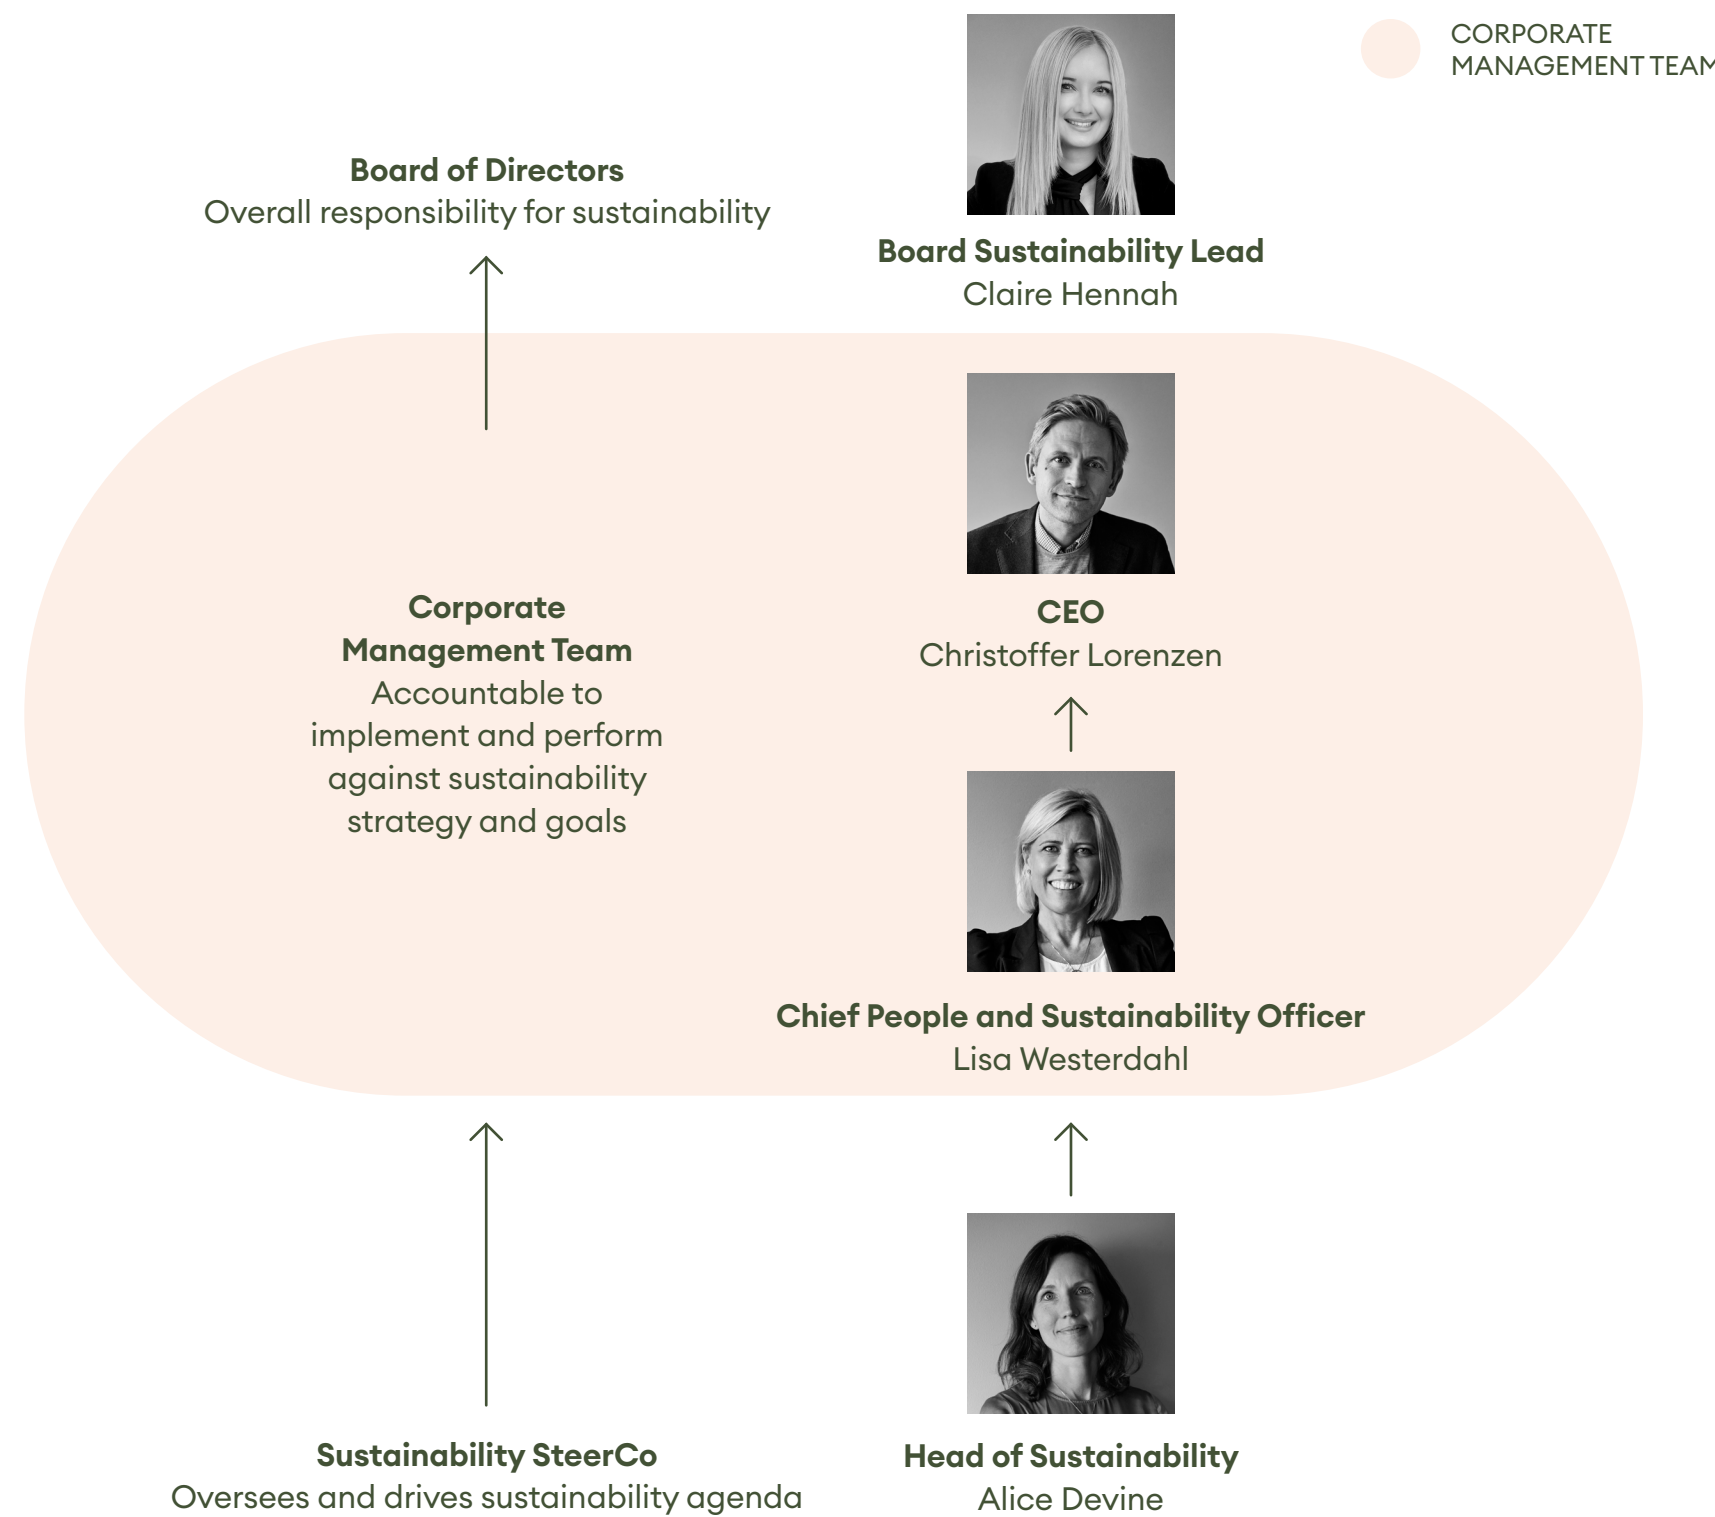 CORPORATE
MANAGEMENT TEAM
Board of Directors
Overall responsibility for sustainability
Board Sustainability Lead
Claire Hennah
Corporate
Management Team
Accountable to
implement and perform
against sustainability
strategy and goals
CEO
Christoffer Lorenzen
Chief People and Sustainability Officer
Lisa Westerdahl
Sustainability SteerCo
Oversees and drives sustainability agenda
Head of Sustainability
Alice Devine